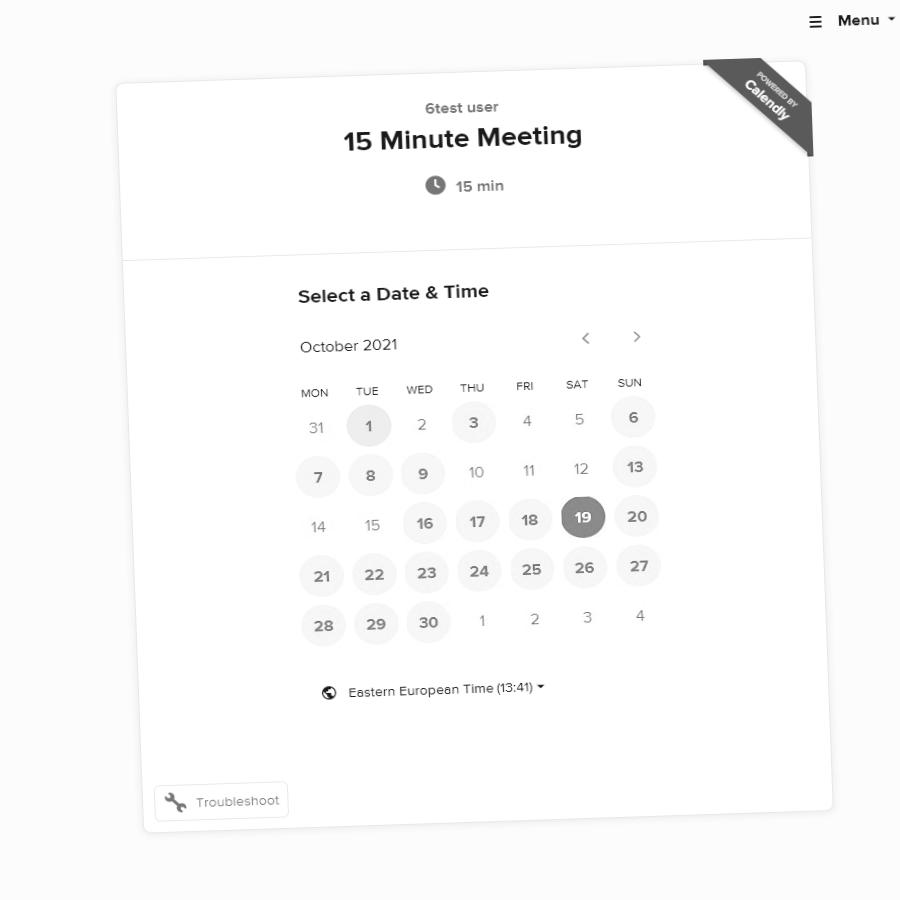 Menu
POWERED BY
Calendly
6test user
15 Minute Meeting
15 min
Select a Date & Time
October 2021
MON TUE WED THU FRI SAT SUN
31 1 2 3 4 5 6
7 8 9 10 11 12 13
14 15 16 17 18 19 20
21 22 23 24 25 26 27
28 29 30 1 2 3 4
Eastern European Time (13:41)
Troubleshoot